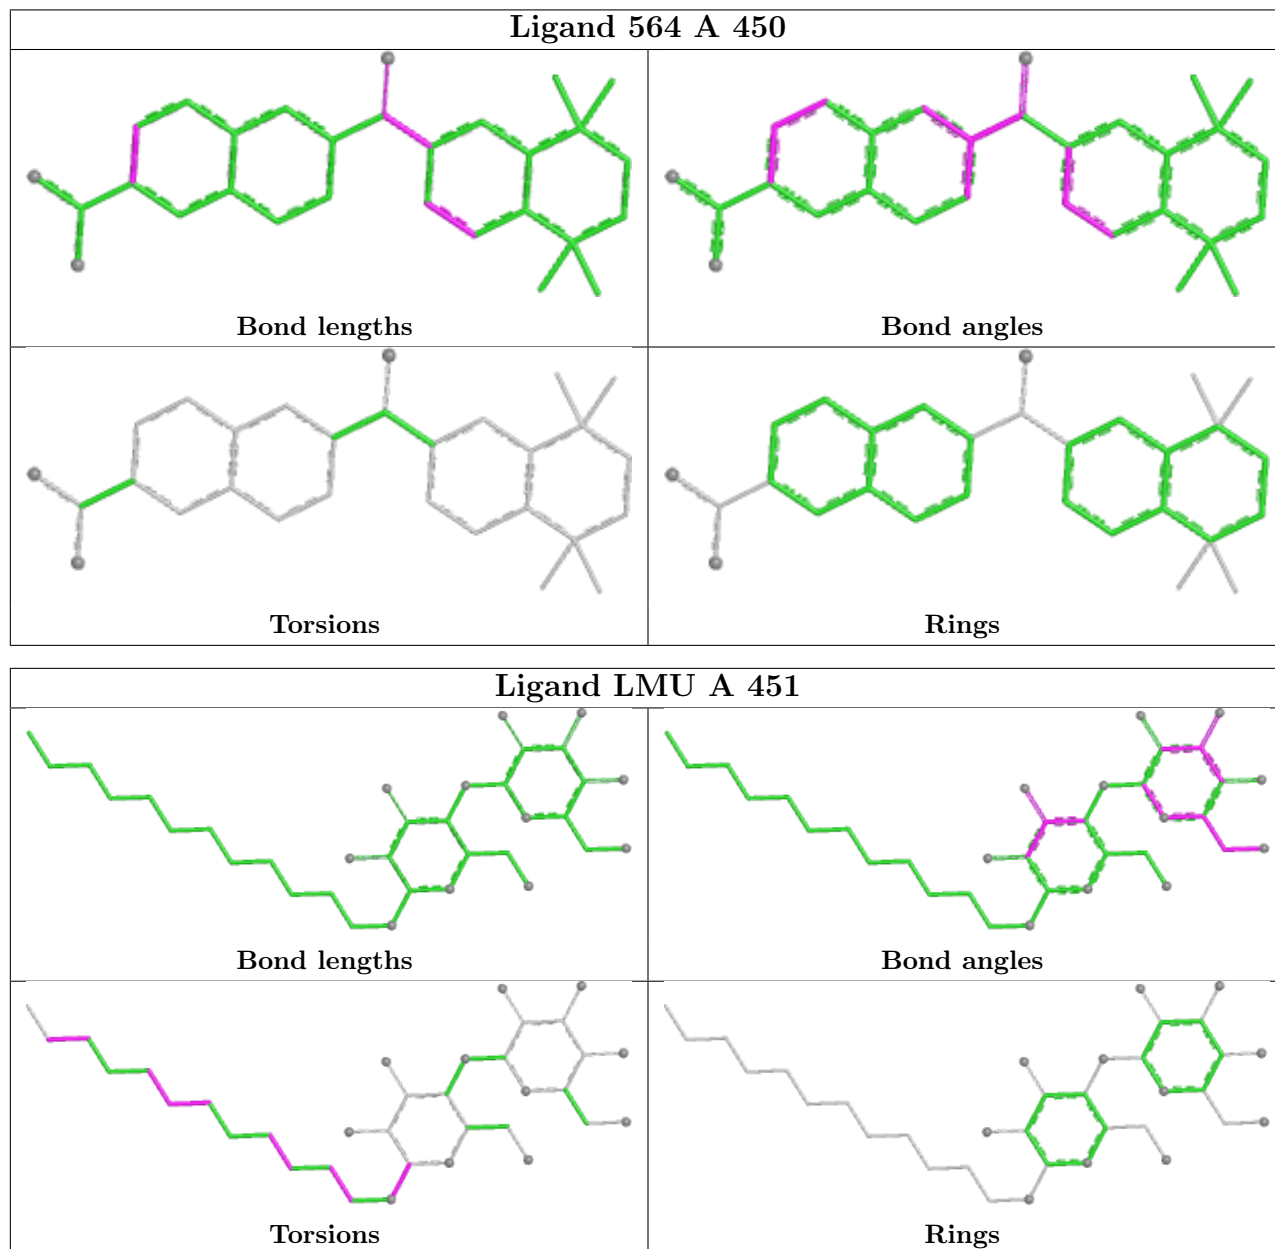 Ligand 564 A 450
Bond lengths
Bond angles
Torsions
Rings
Ligand LMU A 451
Bond lengths
Bond angles
Torsions
Rings